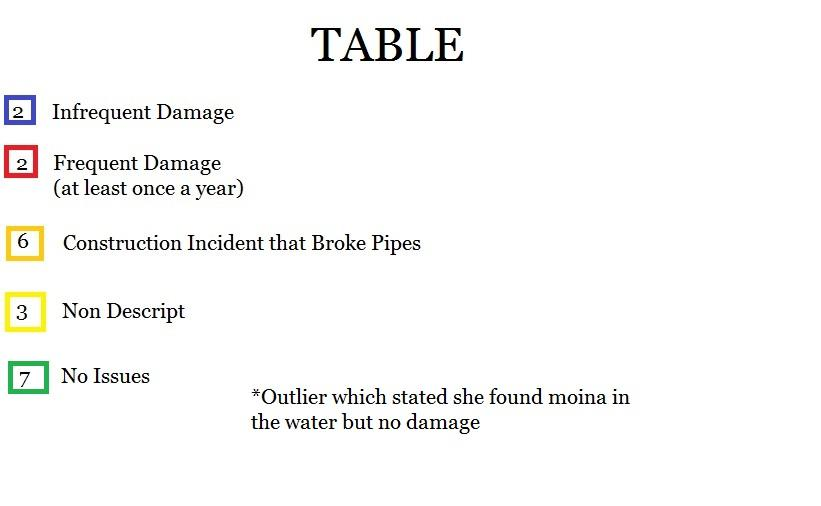 TABLE
2 Infrequent Damage
2 Frequent Damage
(at least once a year)
6 Construction Incident that Broke Pipes
3 Non Descript
7 No Issues
*Outlier which stated she found moina in
the water but no damage